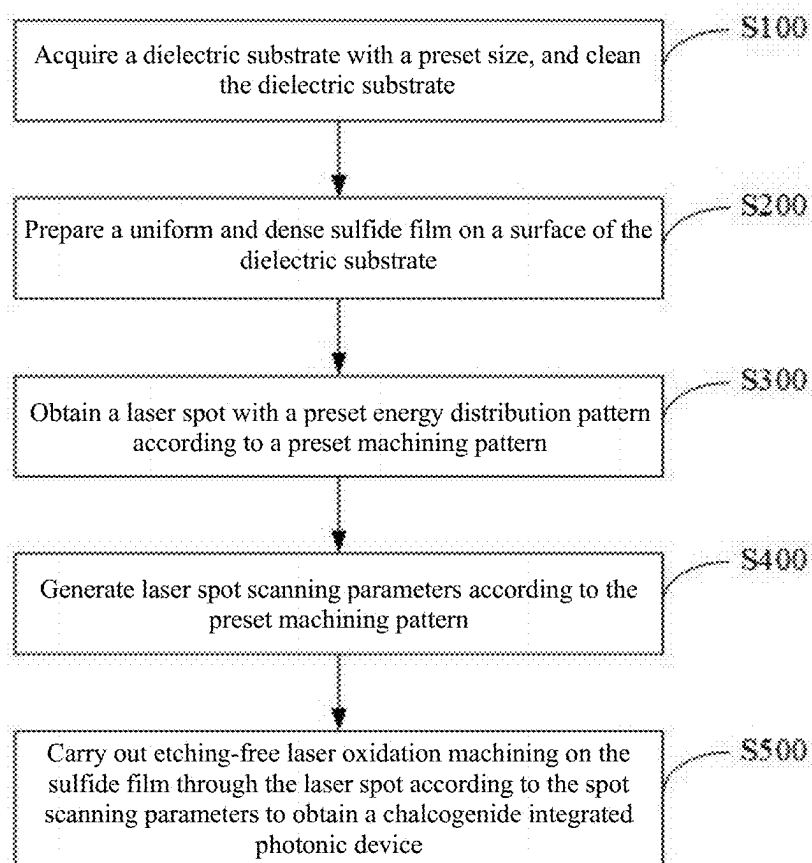 S100
Acquire a dielectric substrate with a preset size, and clean
the dielectric substrate
S200
Prepare a uniform and dense sulfide film on a surface of the
dielectric substrate
S300
Obtain a laser spot with a preset energy distribution pattern
according to a preset machining pattern
S400
Generate laser spot scanning parameters according to the
preset machining pattern
S500
Carry out etching-free laser oxidation machining on the
sulfide film through the laser spot according to the spot
scanning parameters to obtain a chalcogenide integrated
photonic device